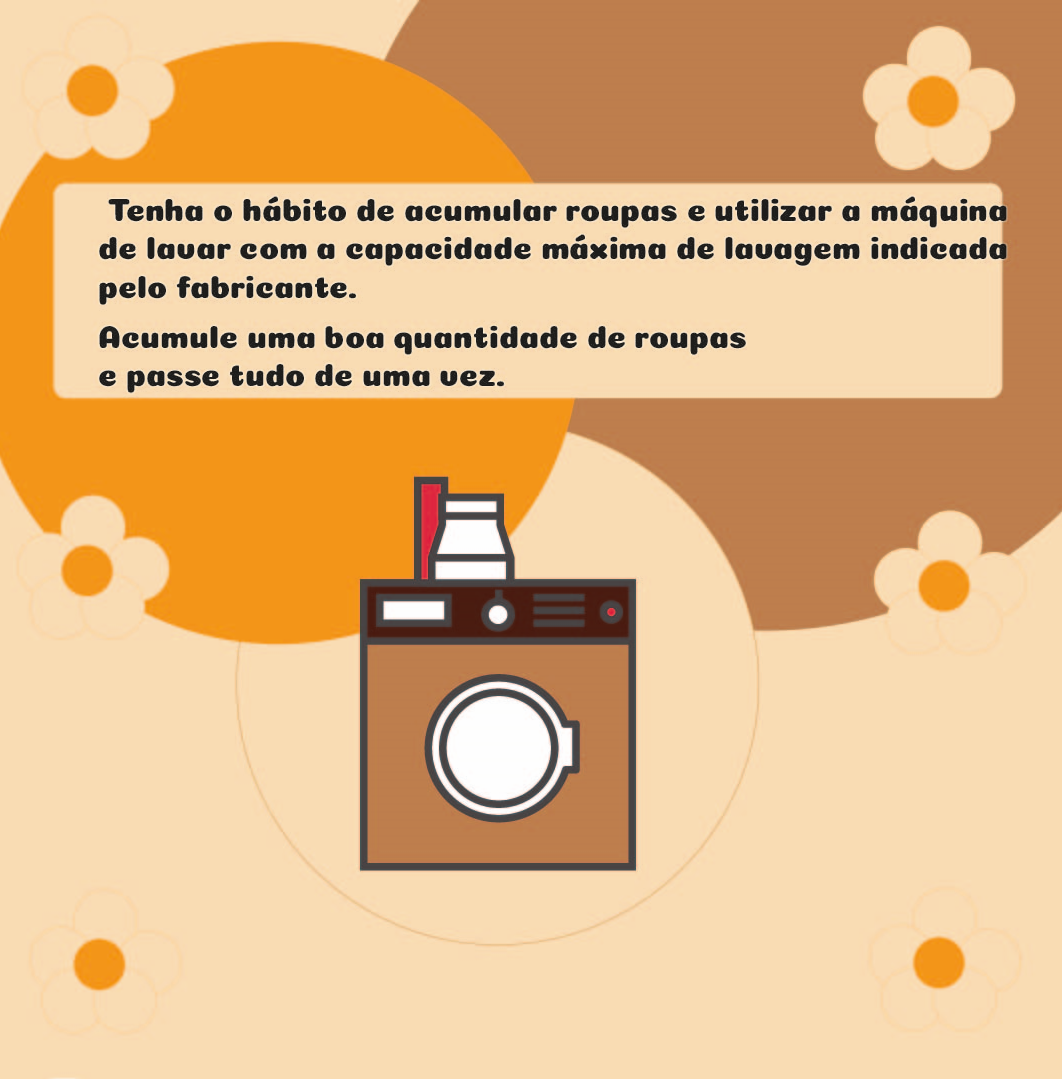 Tenha o hábito de acumular roupas e utilizar a máquina
de lavar com a capacidade máxima de lavagem indicada
pelo fabricante.
Acumule uma boa quantidade de roupas
e passe tudo de uma vez.